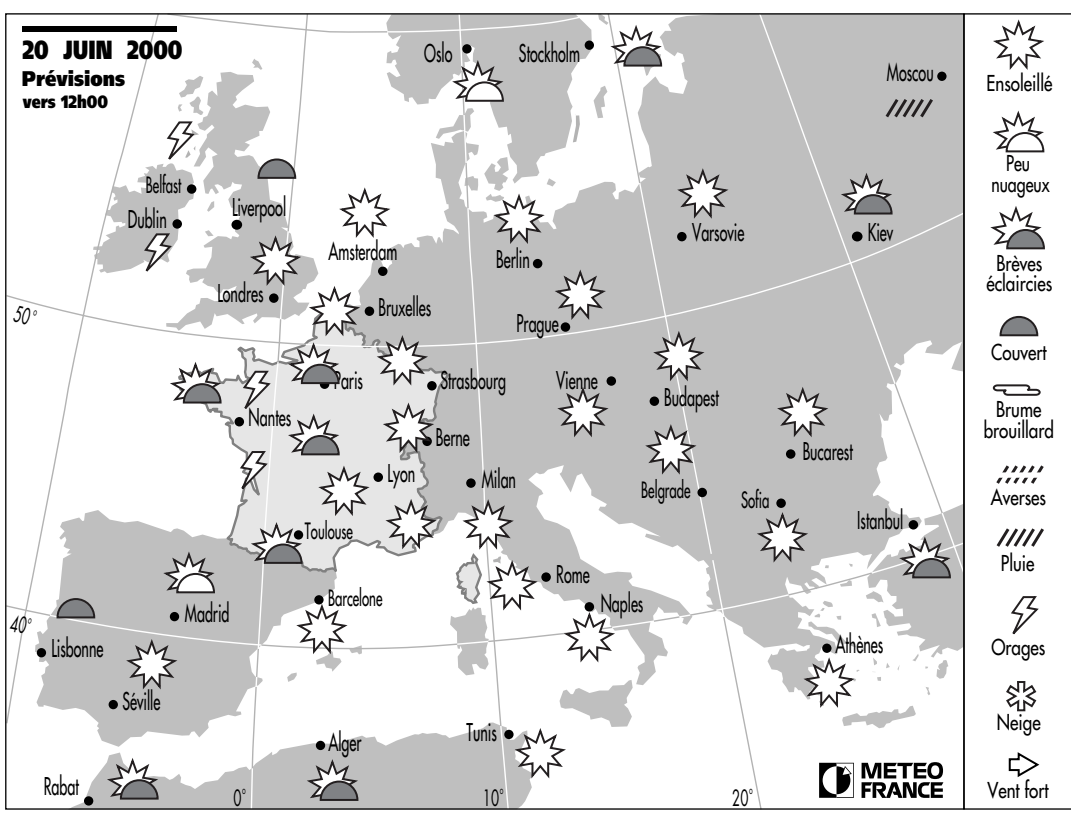 20 JUIN 2000
Prévisions
vers 12h00
Oslo
Stockholm
Moscou
Belfast
Dublin
Liverpool
Amsterdam
Berlin
Varsovie
Kiev
Londres
Bruxelles
Prague
50°
Paris
Strasbourg
Vienne
Budapest
Nantes
Berne
Bucarest
Lyon
Milan
Belgrade
Sofia
Istanbul
Toulouse
Rome
Naples
Barcelone
Madrid
40°
Lisbonne
Athènes
Séville
Tunis
Alger
Rabat
0°
10°
20°
METEO
FRANCE
Ensoleillé
Peu
nuageux
Brèves
éclaircies
Couvert
Brume
brouillard
Averses
Pluie
Orages
Neige
Vent fort